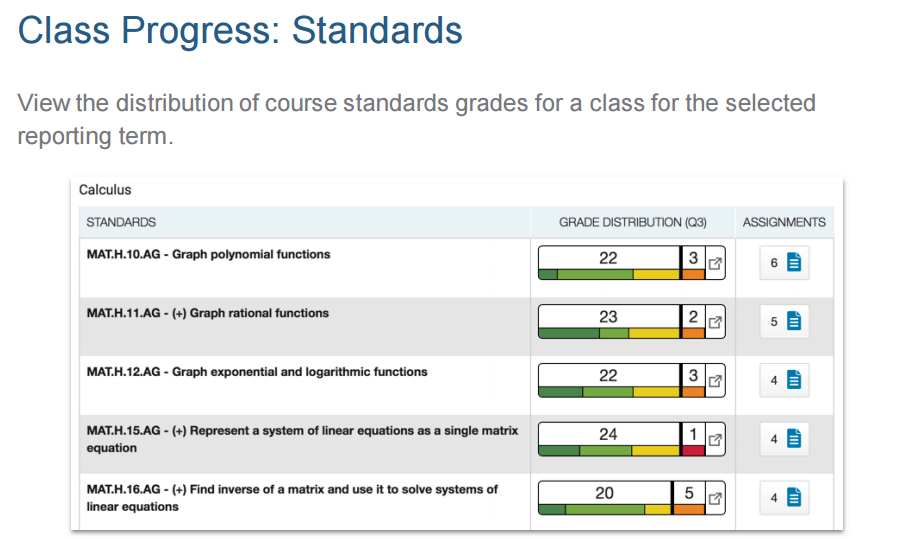 Class Progress: Standards
View the distribution of course standards grades for a class for the selected
reporting term.
Calculus
STANDARDS GRADE DISTRIBUTION (Q3) ASSIGNMENTS
MAT.H.10.AG - Graph polynomial functions 22 3 6
MAT.H.11.AG - (+) Graph rational functions 23 2 5
MAT.H.12.AG - Graph exponential and logarithmic functions 22 3 4
MAT.H.15.AG - (+) Represent a system of linear equations as a single matrix 24 1 4
equation
MAT.H.16.AG - (+) Find inverse of a matrix and use it to solve systems of 20 5 4
linear equations